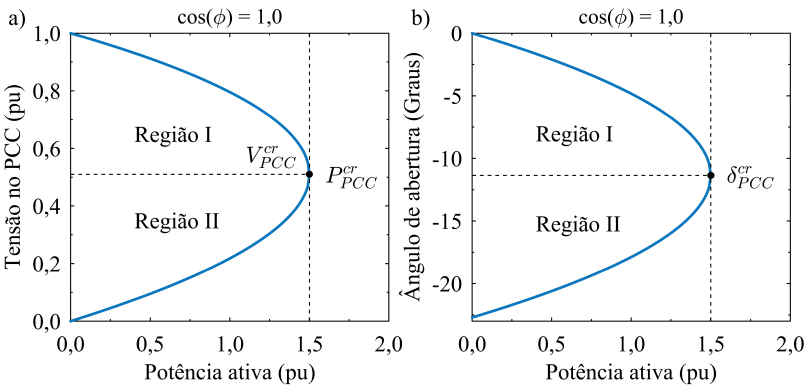 a)
cos(ϕ) = 1,0
Tensão no PCC (pu)
1,0
0,8
0,6
0,4
0,2
0,0
Região I
V_{PCC}^{cr}
P_{PCC}^{cr}
Região II
0,0 0,5 1,0 1,5 2,0
Potência ativa (pu)
b)
cos(ϕ) = 1,0
Ângulo de abertura (Graus)
-0
-5
-10
-15
-20
Região I
δ_{PCC}^{cr}
Região II
0,0 0,5 1,0 1,5 2,0
Potência ativa (pu)